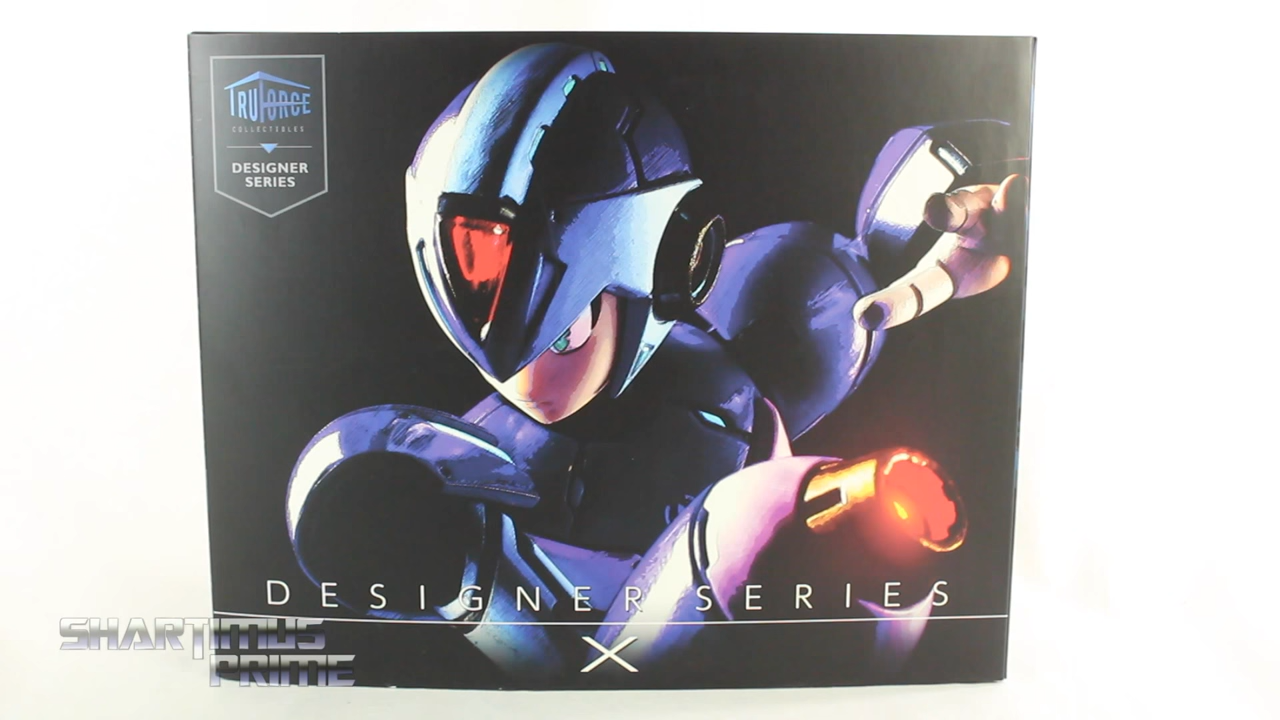 TRUFORCE
COLLECTIBLES
DESIGNER
SERIES
DESIGNER SERIES
X
SHARTIMUS
PRIME